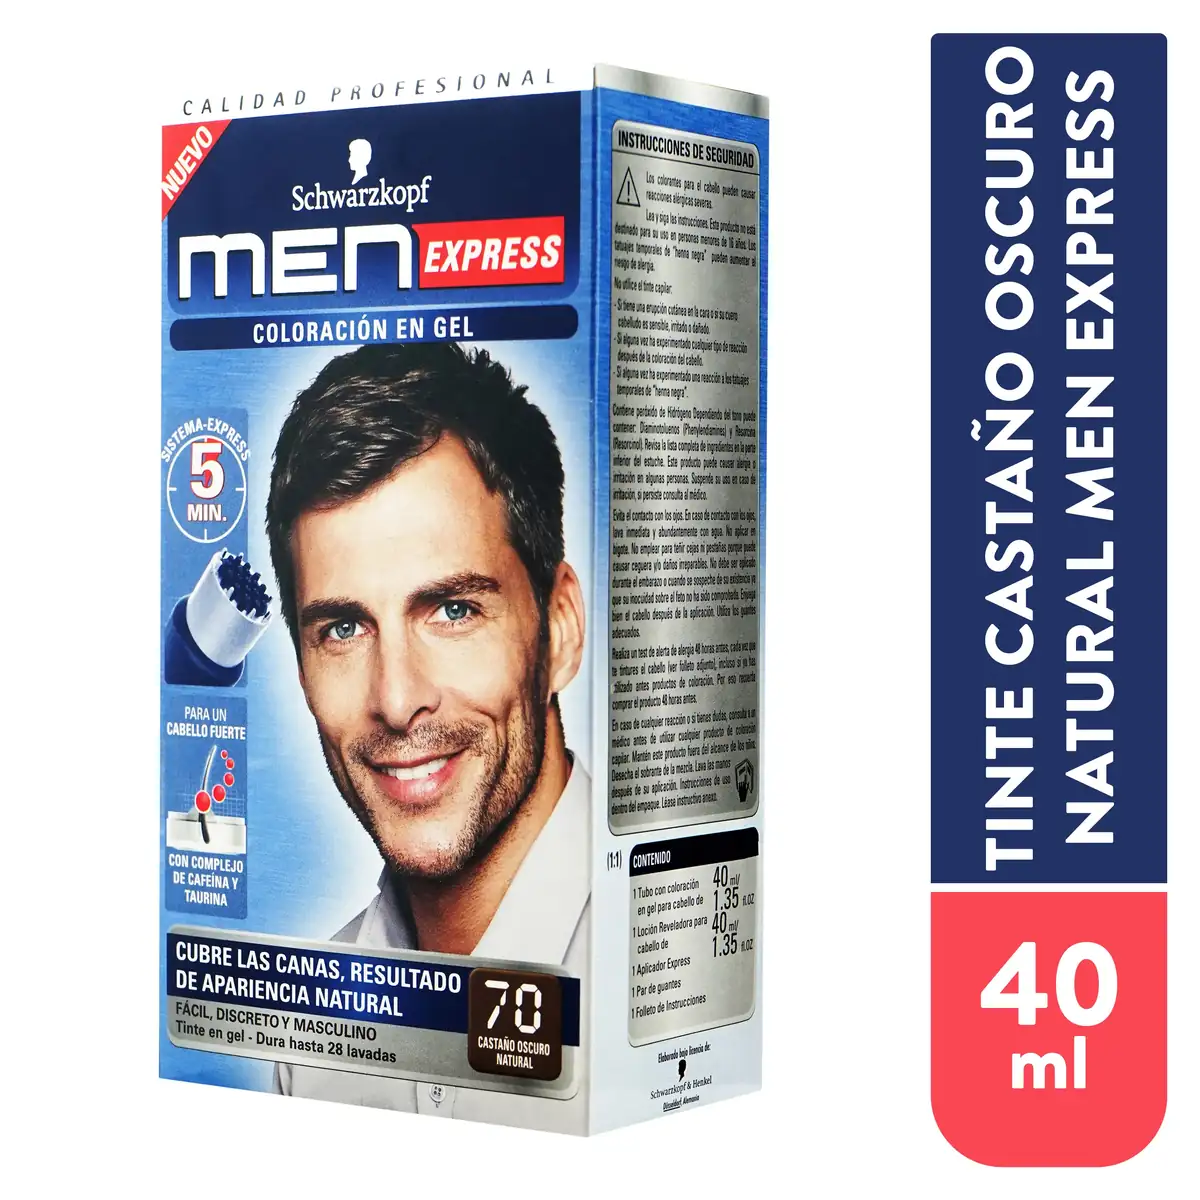 CALIDAD PROFESIONAL
NUEVO
Schwarzkopf
MEN EXPRESS
COLORACIÓN EN GEL
SISTEMA-EXPRESS
5
MIN.
PARA UN
CABELLO FUERTE
CON COMPLEJO
DE CAFEÍNA Y
TAURINA
CUBRE LAS CANAS, RESULTADO
DE APARIENCIA NATURAL
FÁCIL, DISCRETO Y MASCULINO
Tinte en gel - Dura hasta 28 lavadas
70
CASTAÑO OSCURO
NATURAL
INSTRUCCIONES DE SEGURIDAD
Los colorantes para el cabello pueden causar
reacciones alérgicas severas.
Lea y siga las instrucciones. Este producto no está
destinado para su uso en personas menores de 16 años. Los
tatuajes temporales de "henna negra" pueden aumentar el
riesgo de alergia.
No utilice el tinte capilar:
- Si tiene una erupción cutánea en la cara o si su cuero
cabelludo es sensible, irritado o dañado.
- Si alguna vez ha experimentado cualquier tipo de reacción
después de la coloración del cabello.
- Si alguna vez ha experimentado una reacción a los tatuajes
temporales de "henna negra".
Contiene peróxido de Hidrógeno Dependiendo del tono puede
contener: Diaminotoluenos (Phenylendiamines) y Resorcina
(Resorcinol). Revisa la lista completa de ingredientes en la parte
inferior del estuche. Este producto puede causar alergia o
irritación en algunas personas. Suspende su uso en caso de
irritación, si persiste consulta al médico.
Evita el contacto con los ojos. En caso de contacto con los ojos,
lava inmediata y abundantemente con agua. No aplicar en
bigote. No emplear para teñir cejas ni pestañas porque puede
causar ceguera y/o daños irreparables. No debe ser aplicado
durante el embarazo o cuando se sospeche de su existencia ya
que su inocuidad sobre el feto no ha sido comprobada. Enjuaga
bien el cabello después de la aplicación. Utiliza los guantes
adecuados.
Realiza un test de alerta de alergia 48 horas antes, cada vez que
te tintures el cabello (ver folleto adjunto), incluso si ya has
utilizado antes productos de coloración. Por eso recuerda
comprar el producto 48 horas antes.
En caso de cualquier reacción o si tienes dudas, consulta a un
médico antes de utilizar cualquier producto de coloración
capilar. Mantén este producto fuera del alcance de los niños.
Desecha el sobrante de la mezcla. Lava las manos
después de su aplicación. Instrucciones de uso
dentro del empaque. Léase instructivo anexo.
(1:1) CONTENIDO
1 Tubo con coloración
en gel para cabello de 40 ml/ 1.35 fl.oz
1 Loción Reveladora para
cabello de 40 ml/ 1.35 fl.oz
1 Aplicador Express
1 Par de guantes
1 Folleto de Instrucciones
Elaborado bajo licencia de:
Schwarzkopf & Henkel
Düsseldorf, Alemania
TINTE CASTAÑO OSCURO
NATURAL MEN EXPRESS
40
ml